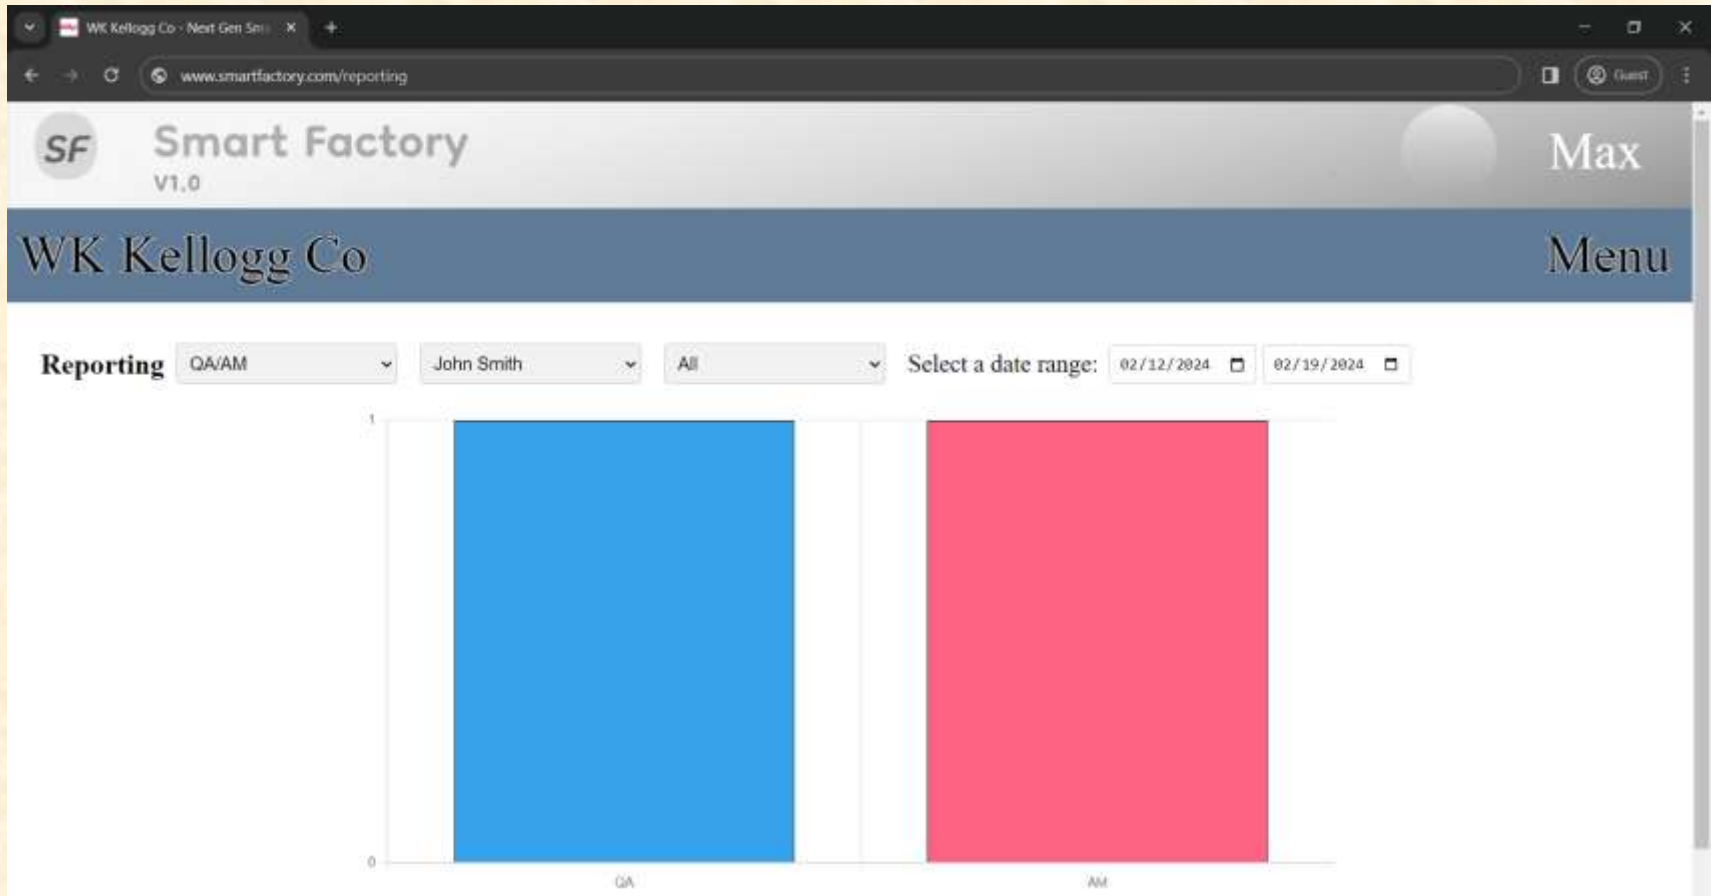 WK Kellogg Co - Next Gen Sm
www.smartfactory.com/reporting
Guest
SF
Smart Factory
V1.0
Max
WK Kellogg Co
Menu
Reporting QA/AM John Smith All Select a date range: 02/12/2024 02/19/2024
1
0
QA AM